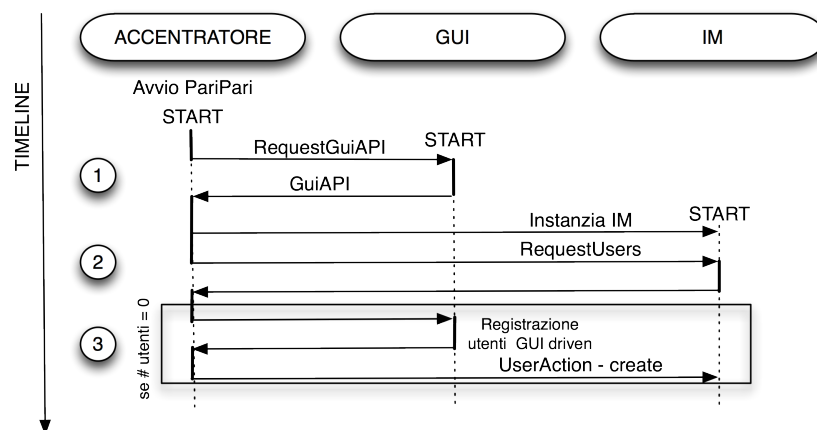 ACCENTRATORE
GUI
IM
TIMELINE
Avvio PariPari
START
RequestGuiAPI
START
1
GuiAPI
Instanzia IM
START
2
RequestUsers
se # utenti = 0
3
Registrazione
utenti GUI driven
UserAction - create